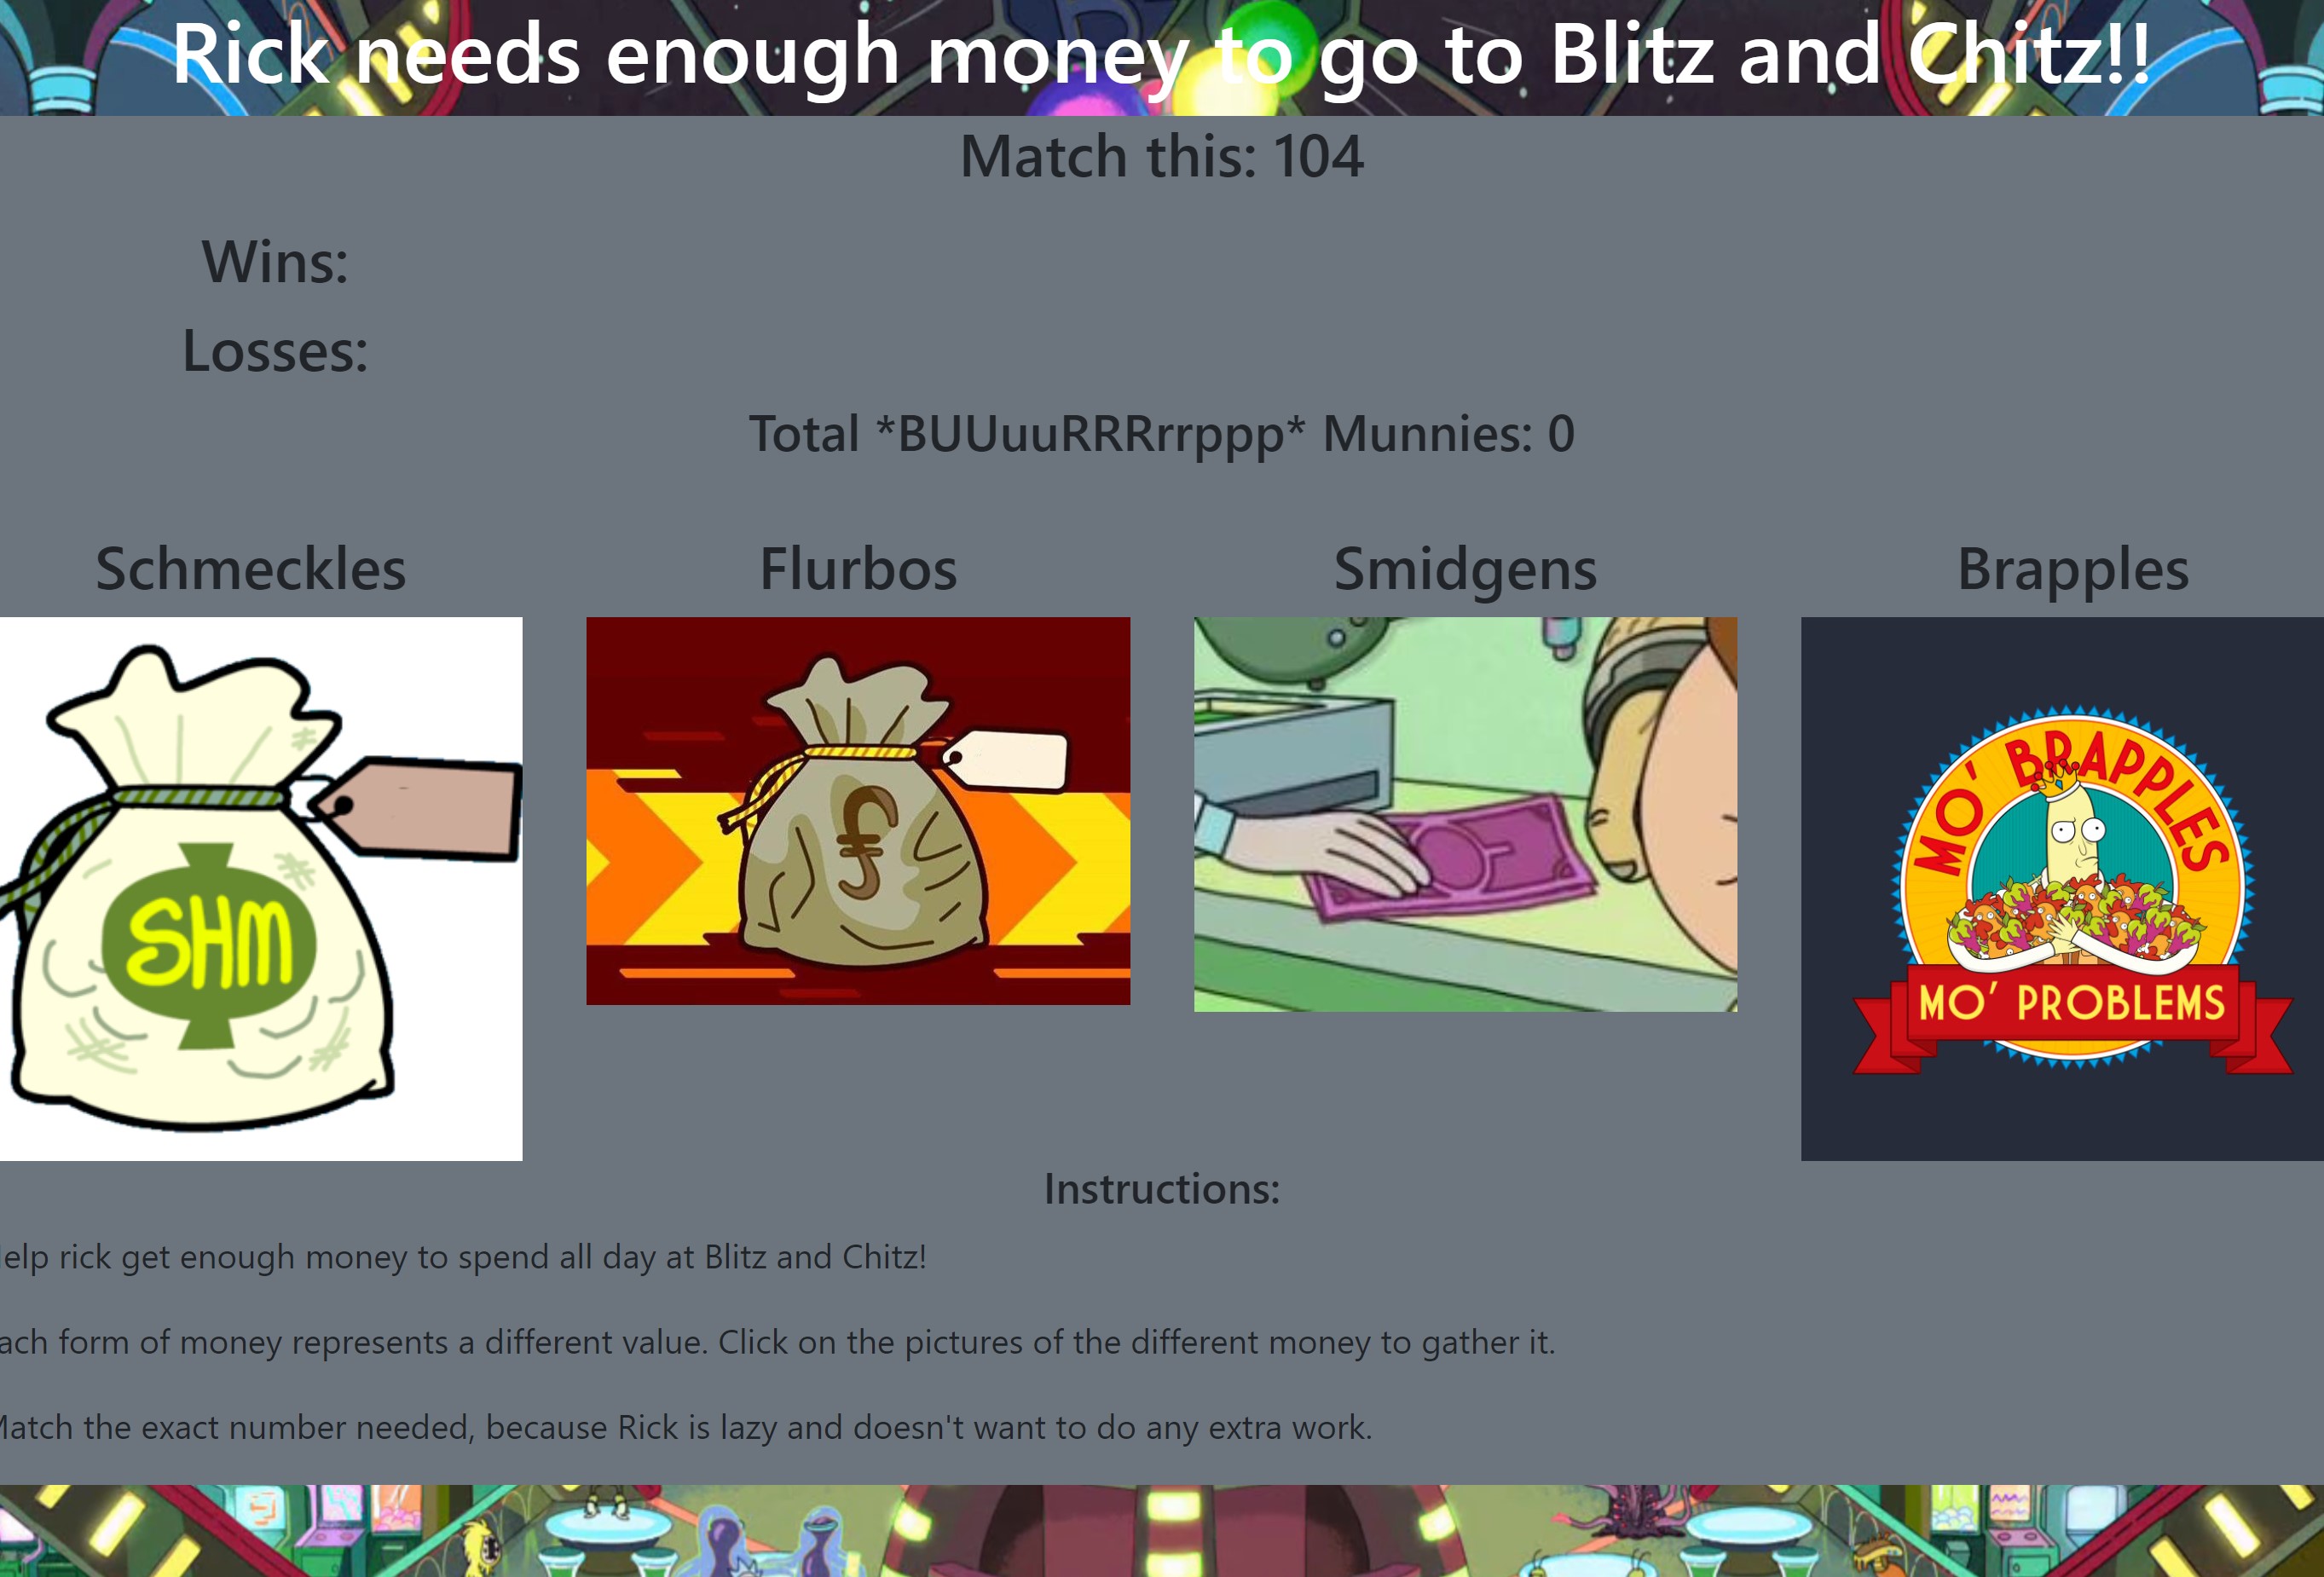 Rick needs enough money to go to Blitz and Chitz!!
Match this: 104
Wins:
Losses:
Total *BUUuuRRRrrppp* Munnies: 0
Schmeckles
Flurbos
Smidgens
Brapples
SHM
MO' BRAPPLES
MO' PROBLEMS
Instructions:
elp rick get enough money to spend all day at Blitz and Chitz!
ach form of money represents a different value. Click on the pictures of the different money to gather it.
Match the exact number needed, because Rick is lazy and doesn't want to do any extra work.